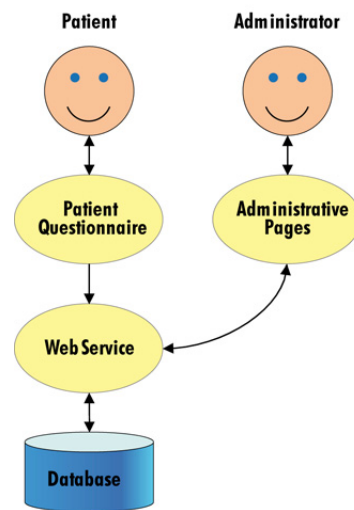 Patient
Administrator
Patient
Questionnaire
Administrative
Pages
Web Service
Database